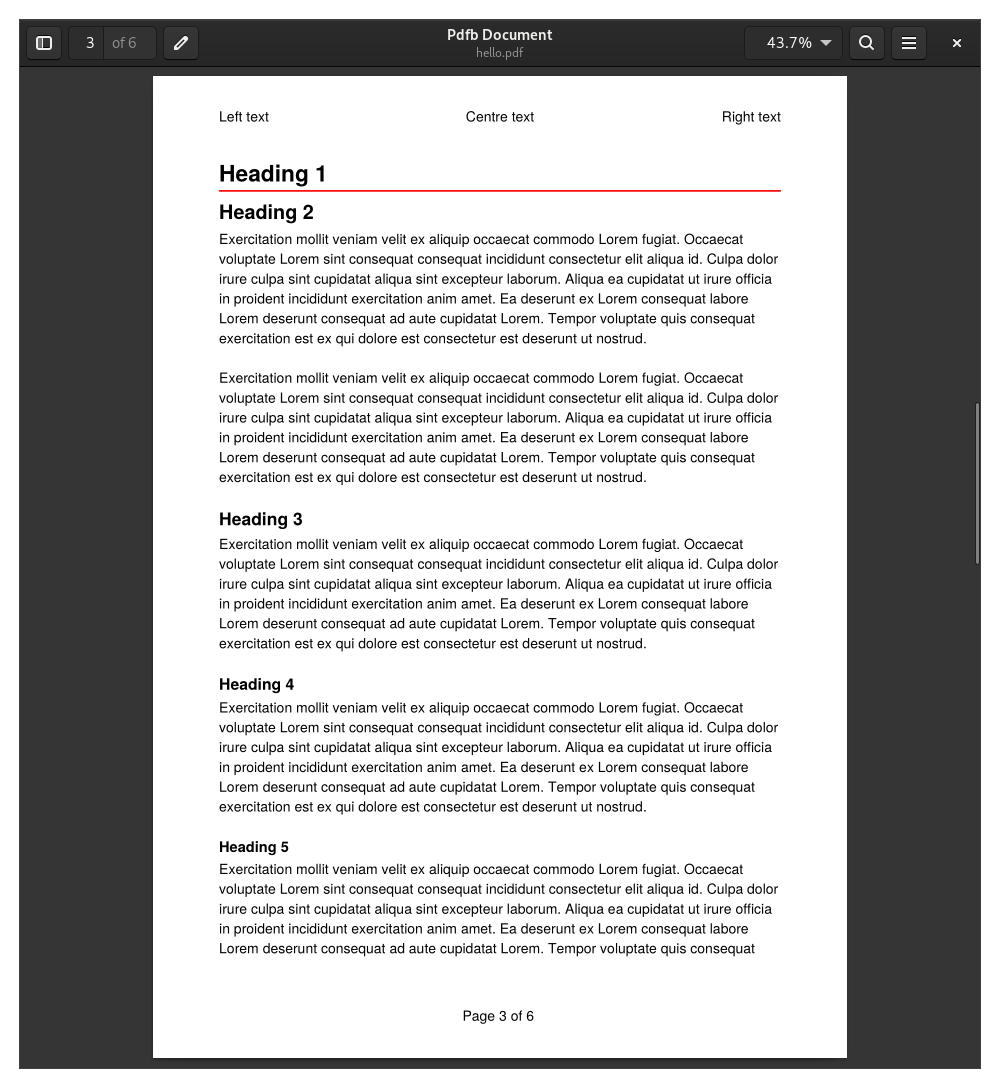 Pdfb Document
3 of 6
43.7%
hello.pdf
Left text Centre text Right text
Heading 1
Heading 2
Exercitation mollit veniam velit ex aliquip occaecat commodo Lorem fugiat. Occaecat
voluptate Lorem sint consequat consequat incididunt consectetur elit aliqua id. Culpa dolor
irure culpa sint cupidatat aliqua sint excepteur laborum. Aliqua ea cupidatat ut irure officia
in proident incididunt exercitation anim amet. Ea deserunt ex Lorem consequat labore
Lorem deserunt consequat ad aute cupidatat Lorem. Tempor voluptate quis consequat
exercitation est ex qui dolore est consectetur est deserunt ut nostrud.
Exercitation mollit veniam velit ex aliquip occaecat commodo Lorem fugiat. Occaecat
voluptate Lorem sint consequat consequat incididunt consectetur elit aliqua id. Culpa dolor
irure culpa sint cupidatat aliqua sint excepteur laborum. Aliqua ea cupidatat ut irure officia
in proident incididunt exercitation anim amet. Ea deserunt ex Lorem consequat labore
Lorem deserunt consequat ad aute cupidatat Lorem. Tempor voluptate quis consequat
exercitation est ex qui dolore est consectetur est deserunt ut nostrud.
Heading 3
Exercitation mollit veniam velit ex aliquip occaecat commodo Lorem fugiat. Occaecat
voluptate Lorem sint consequat consequat incididunt consectetur elit aliqua id. Culpa dolor
irure culpa sint cupidatat aliqua sint excepteur laborum. Aliqua ea cupidatat ut irure officia
in proident incididunt exercitation anim amet. Ea deserunt ex Lorem consequat labore
Lorem deserunt consequat ad aute cupidatat Lorem. Tempor voluptate quis consequat
exercitation est ex qui dolore est consectetur est deserunt ut nostrud.
Heading 4
Exercitation mollit veniam velit ex aliquip occaecat commodo Lorem fugiat. Occaecat
voluptate Lorem sint consequat consequat incididunt consectetur elit aliqua id. Culpa dolor
irure culpa sint cupidatat aliqua sint excepteur laborum. Aliqua ea cupidatat ut irure officia
in proident incididunt exercitation anim amet. Ea deserunt ex Lorem consequat labore
Lorem deserunt consequat ad aute cupidatat Lorem. Tempor voluptate quis consequat
exercitation est ex qui dolore est consectetur est deserunt ut nostrud.
Heading 5
Exercitation mollit veniam velit ex aliquip occaecat commodo Lorem fugiat. Occaecat
voluptate Lorem sint consequat consequat incididunt consectetur elit aliqua id. Culpa dolor
irure culpa sint cupidatat aliqua sint excepteur laborum. Aliqua ea cupidatat ut irure officia
in proident incididunt exercitation anim amet. Ea deserunt ex Lorem consequat labore
Lorem deserunt consequat ad aute cupidatat Lorem. Tempor voluptate quis consequat
Page 3 of 6